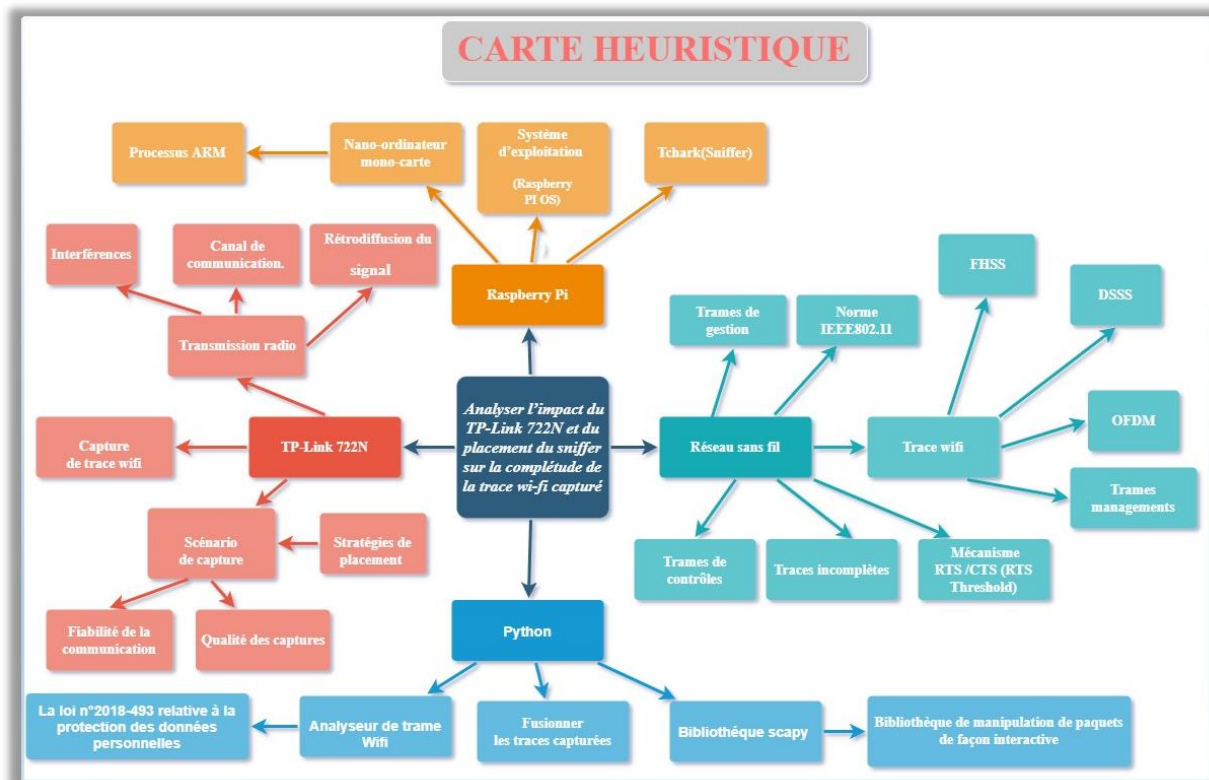 CARTE HEURISTIQUE
Processus ARM
Nano-ordinateur
mono-carte
Système
d'exploitation
(Raspberry
PI OS)
Tchark(Sniffer)
Interférences
Canal de
communication.
Rétrodiffusion du
signal
Raspberry Pi
Transmission radio
Trames de
gestion
Norme
IEEE802.11
FHSS
DSSS
Capture
de trace wifi
TP-Link 722N
Analyser l'impact du
TP-Link 722N et du
placement du sniffer
sur la complétude de
la trace wi-fi capturé
Réseau sans fil
Trace wifi
OFDM
Trames
managements
Scénario
de capture
Stratégies de
placement
Trames de
contrôles
Traces incomplètes
Mécanisme
RTS /CTS (RTS
Threshold)
Fiabilité de la
communication
Qualité des captures
Python
La loi n°2018-493 relative à la
protection des données
personnelles
Analyseur de trame
Wifi
Fusionner
les traces capturées
Bibliothéque scapy
Bibliothèque de manipulation de paquets
de façon interactive